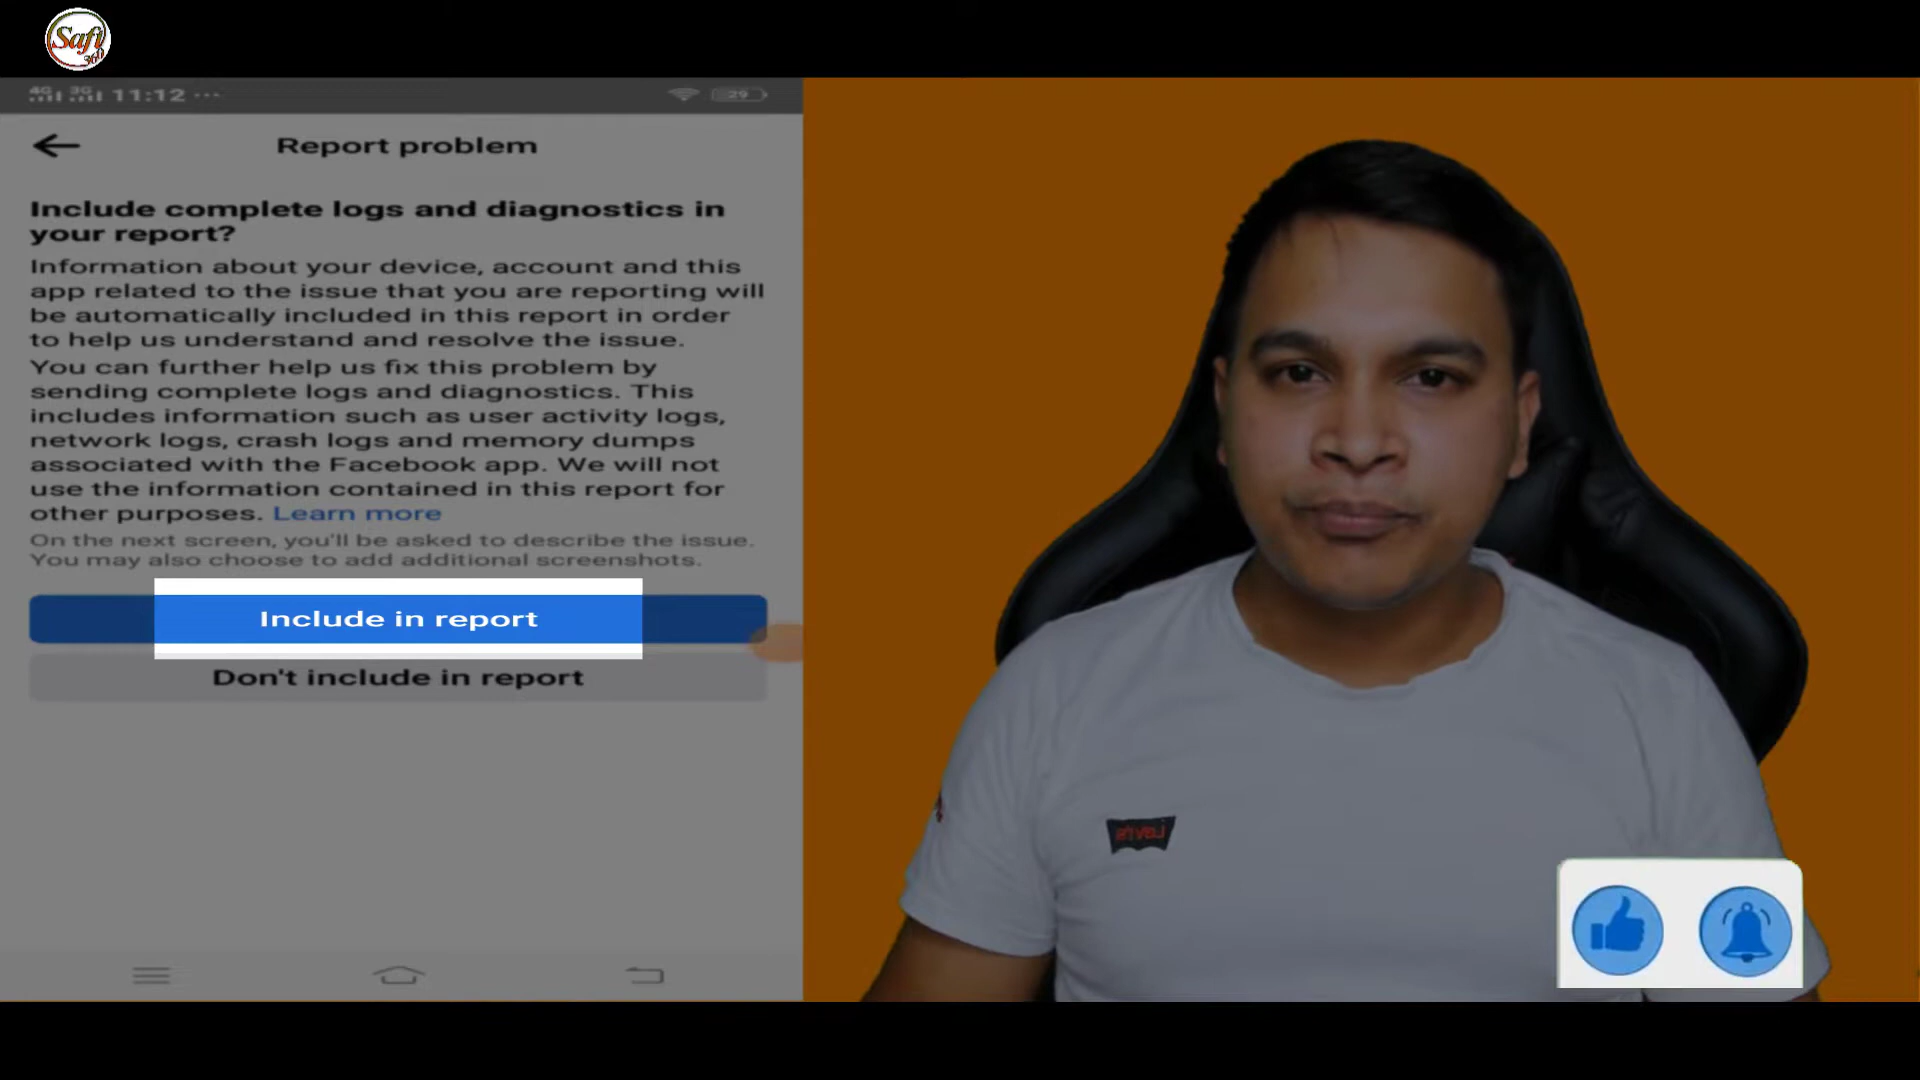 Safi
360
4G 3G 11:12 ... 29
Report problem
Include complete logs and diagnostics in
your report?
Information about your device, account and this
app related to the issue that you are reporting will
be automatically included in this report in order
to help us understand and resolve the issue.
You can further help us fix this problem by
sending complete logs and diagnostics. This
includes information such as user activity logs,
network logs, crash logs and memory dumps
associated with the Facebook app. We will not
use the information contained in this report for
other purposes. Learn more
On the next screen, you'll be asked to describe the issue.
You may also choose to add additional screenshots.
Include in report
Don't include in report
Levi's